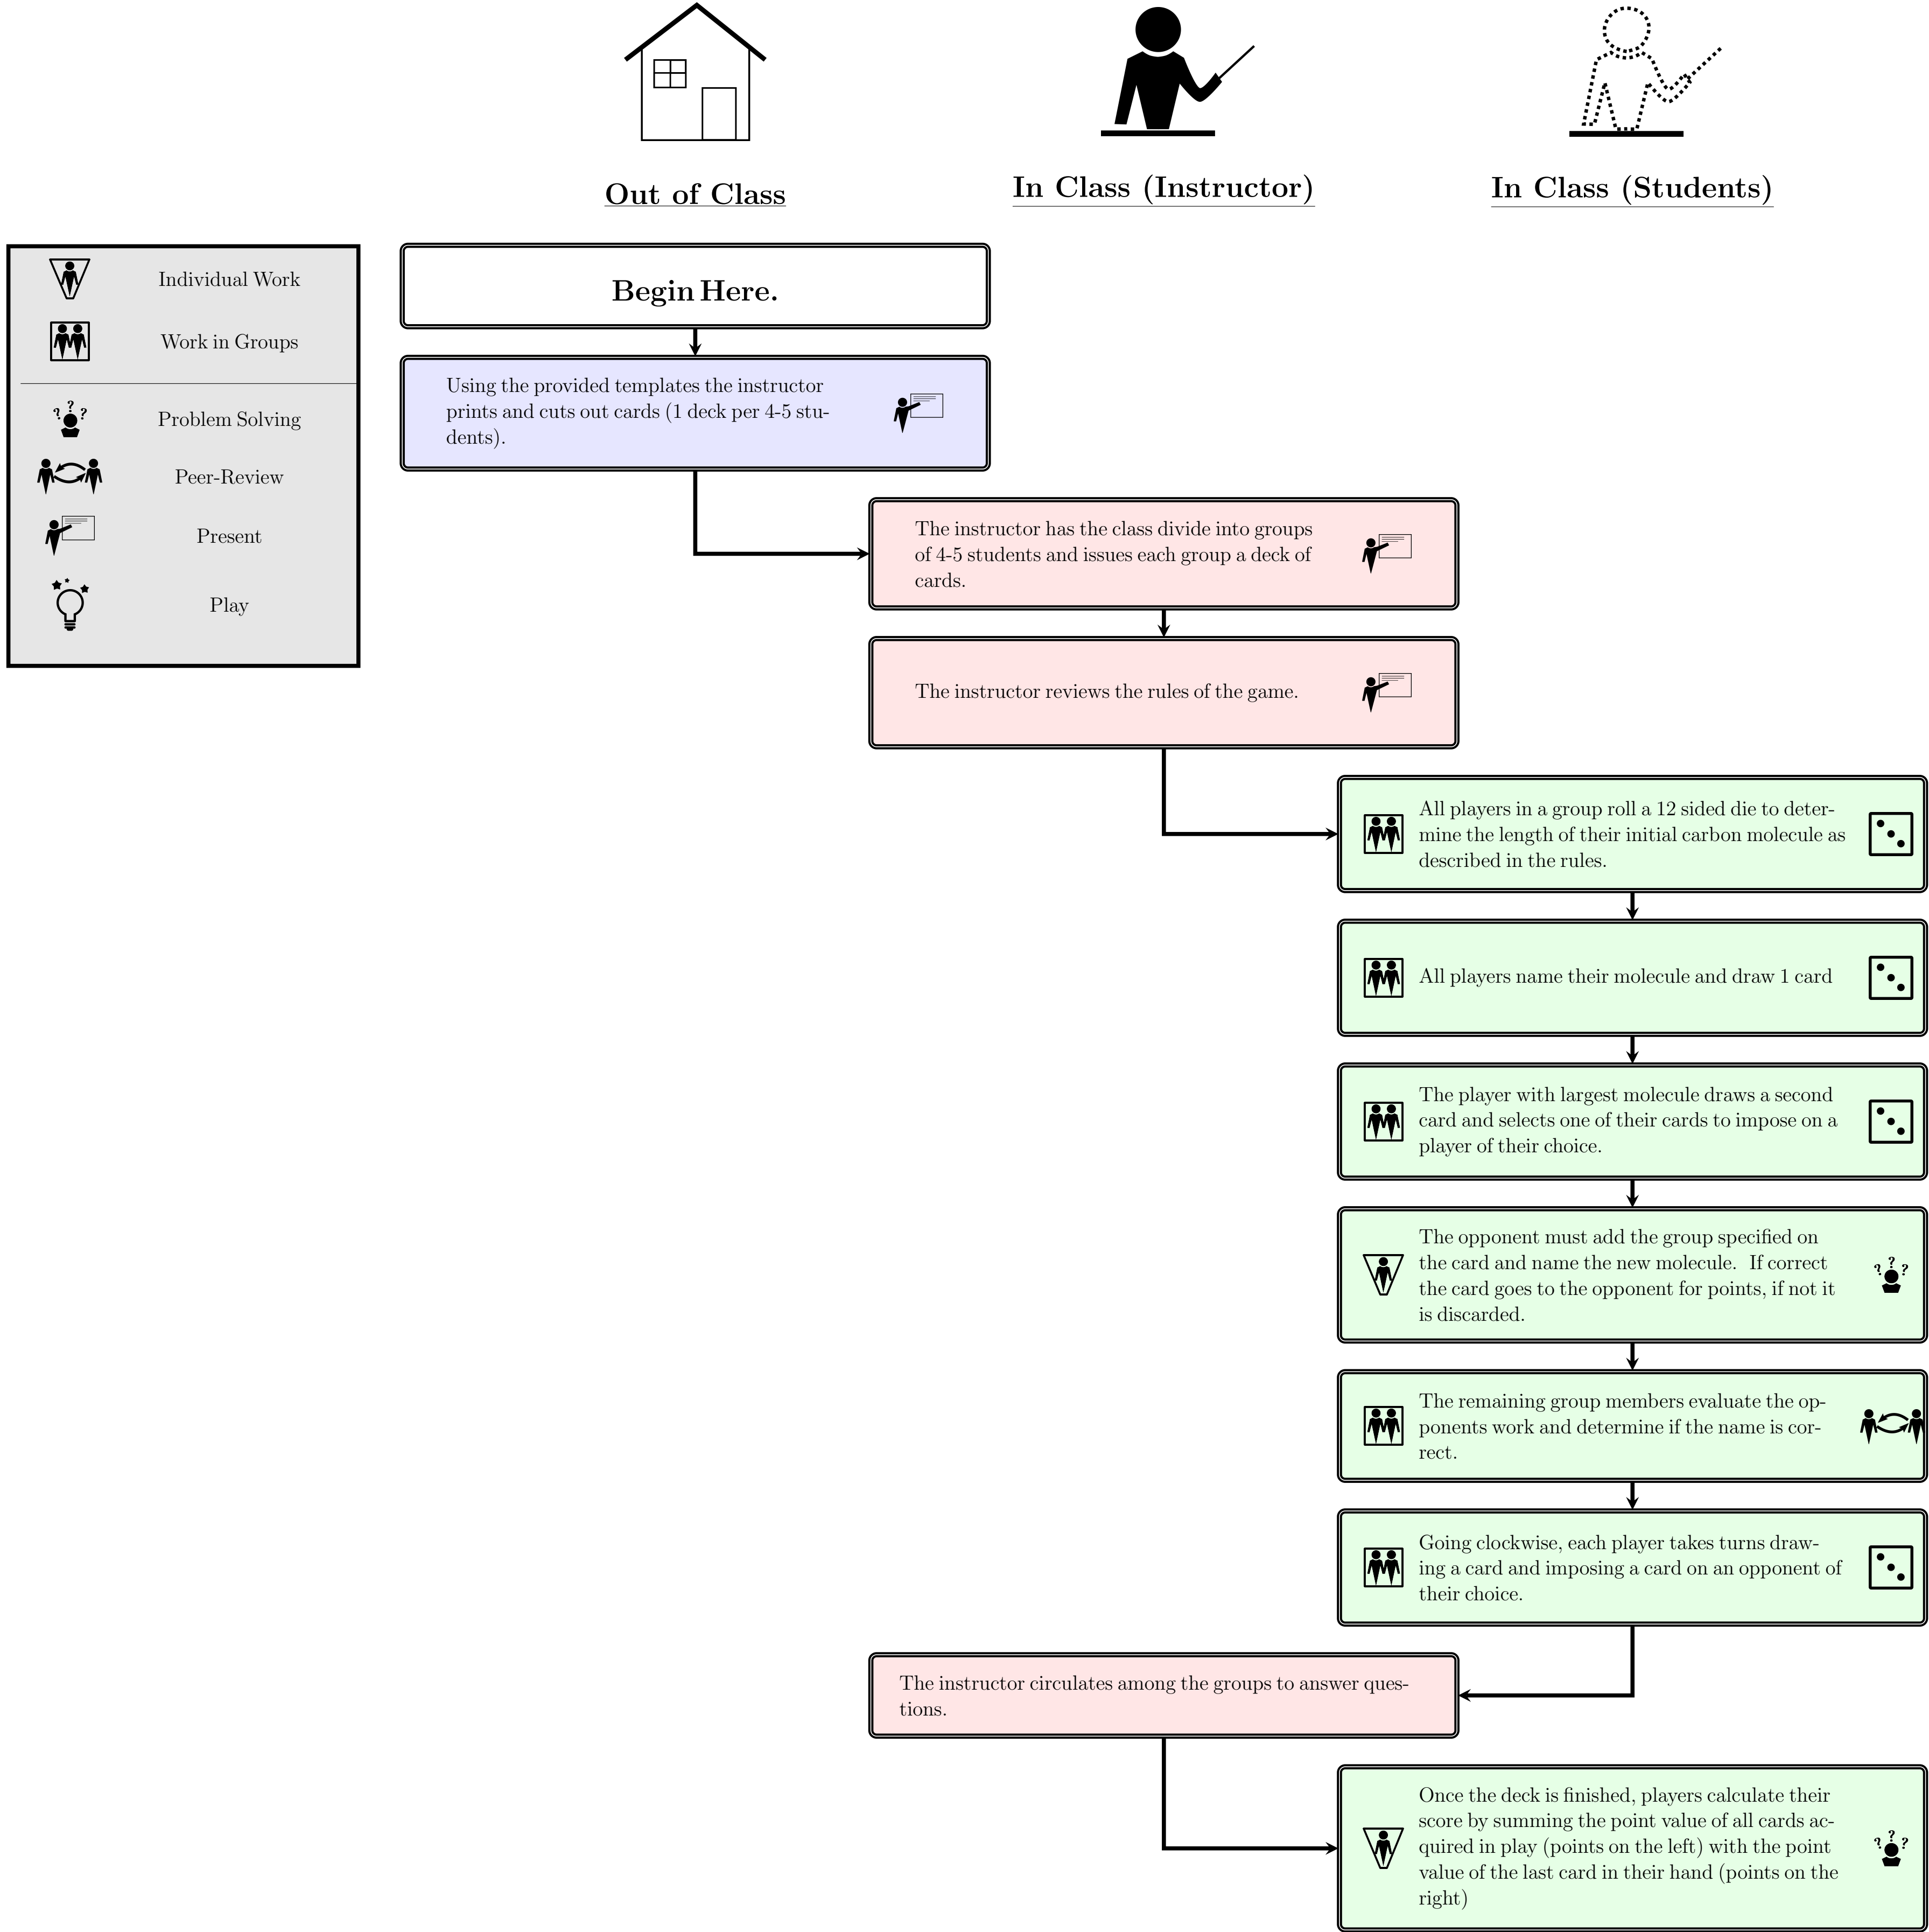 Out of Class
In Class (Instructor)
In Class (Students)
Individual Work
Work in Groups
Problem Solving
Peer-Review
Present
Play
Begin Here.
Using the provided templates the instructor
prints and cuts out cards (1 deck per 4-5 stu-
dents).
The instructor has the class divide into groups
of 4-5 students and issues each group a deck of
cards.
The instructor reviews the rules of the game.
All players in a group roll a 12 sided die to deter-
mine the length of their initial carbon molecule as
described in the rules.
All players name their molecule and draw 1 card
The player with largest molecule draws a second
card and selects one of their cards to impose on a
player of their choice.
The opponent must add the group specified on
the card and name the new molecule. If correct
the card goes to the opponent for points, if not it
is discarded.
The remaining group members evaluate the op-
ponents work and determine if the name is cor-
rect.
Going clockwise, each player takes turns draw-
ing a card and imposing a card on an opponent of
their choice.
The instructor circulates among the groups to answer ques-
tions.
Once the deck is finished, players calculate their
score by summing the point value of all cards ac-
quired in play (points on the left) with the point
value of the last card in their hand (points on the
right)